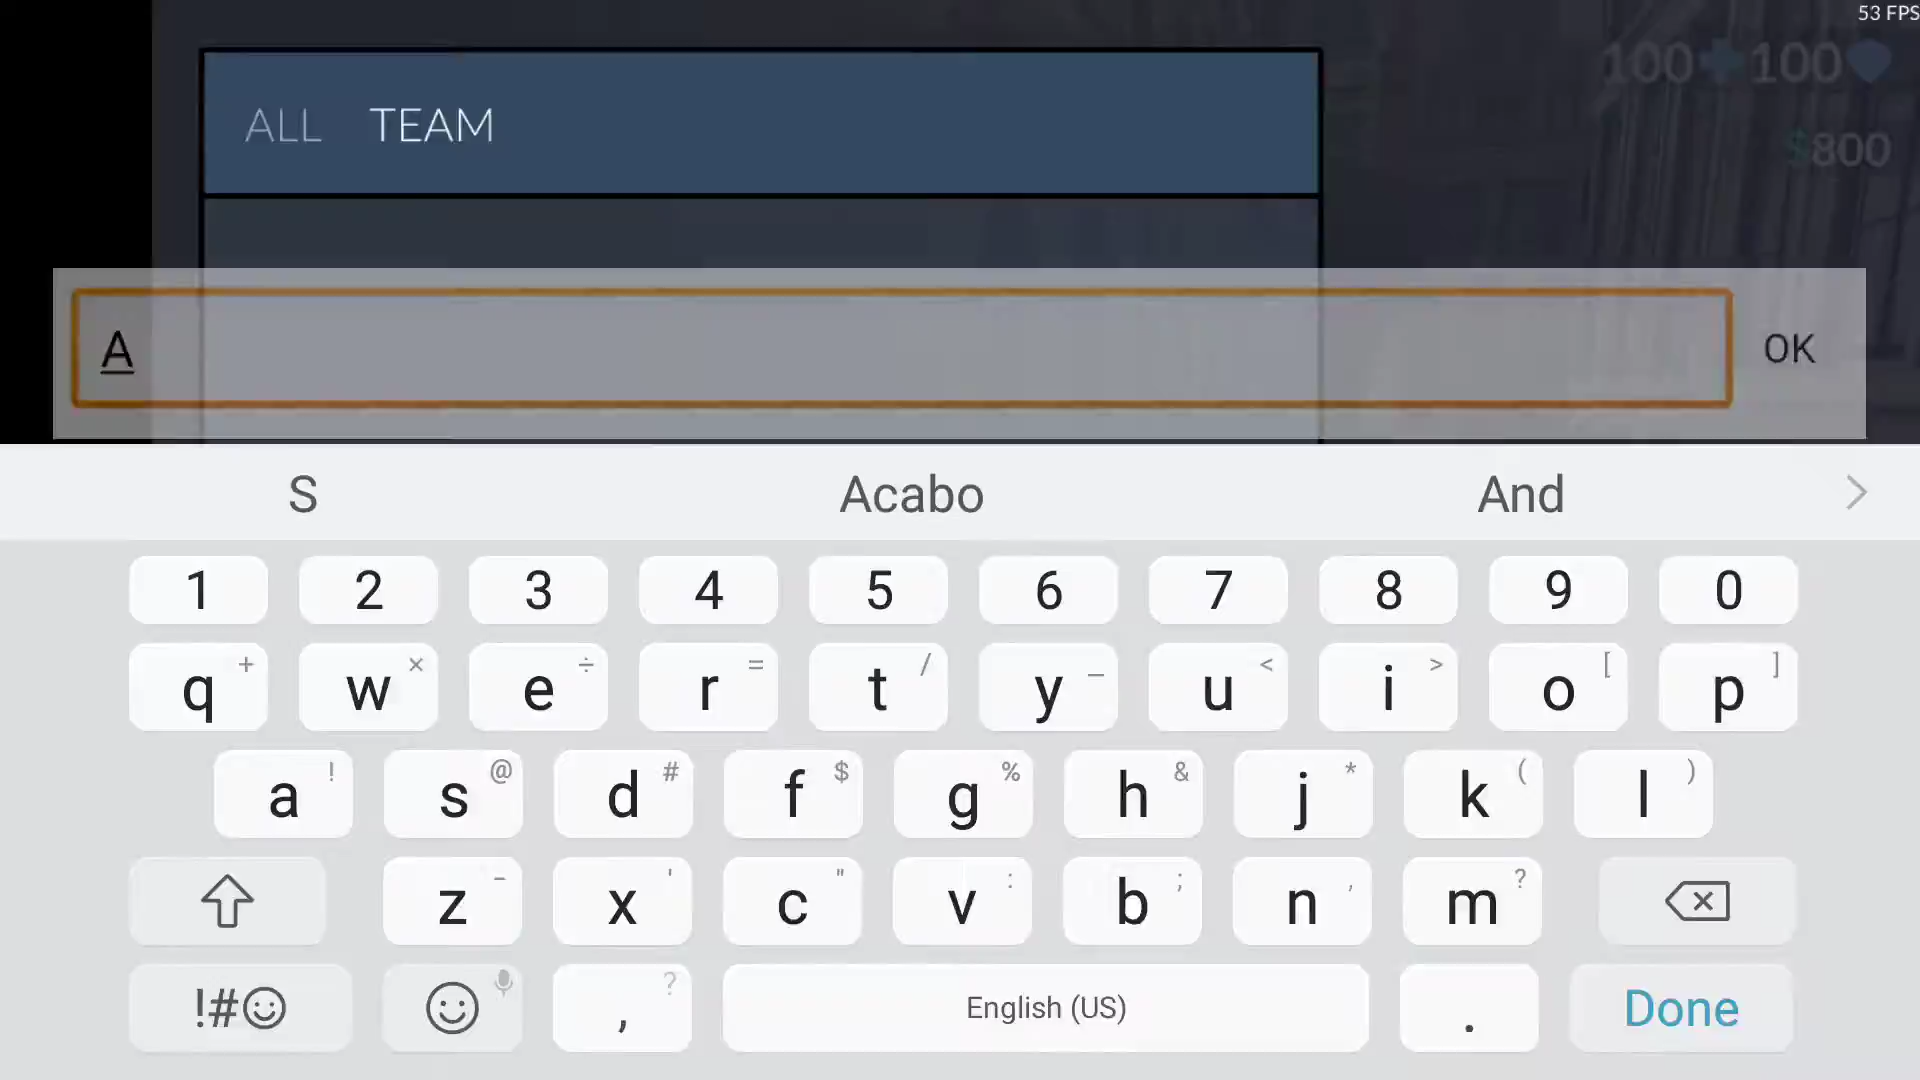 53 FPS
100 100
$800
ALL TEAM
A OK
S Acabo And
1 2 3 4 5 6 7 8 9 0
q + w × e ÷ r = t / y _ u < i > o [ p ]
a ! s @ d # f $ g % h & j * k ( l )
z - x ' c " v : b ; n , m ?
!# , ? English (US) . Done